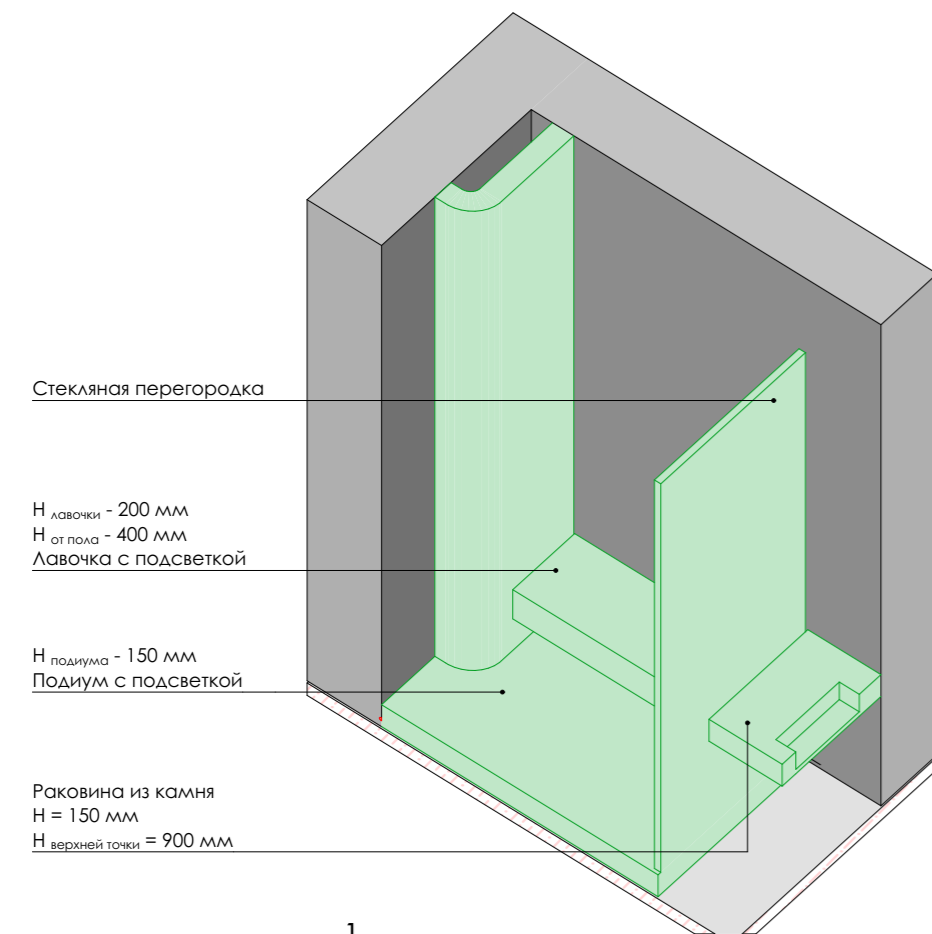 Стекляная перегородка
H лавочки - 200 мм
H от пола - 400 мм
Лавочка с подсветкой
H подиума - 150 мм
Подиум с подсветкой
Раковина из камня
H = 150 мм
H верхней точки = 900 мм
1